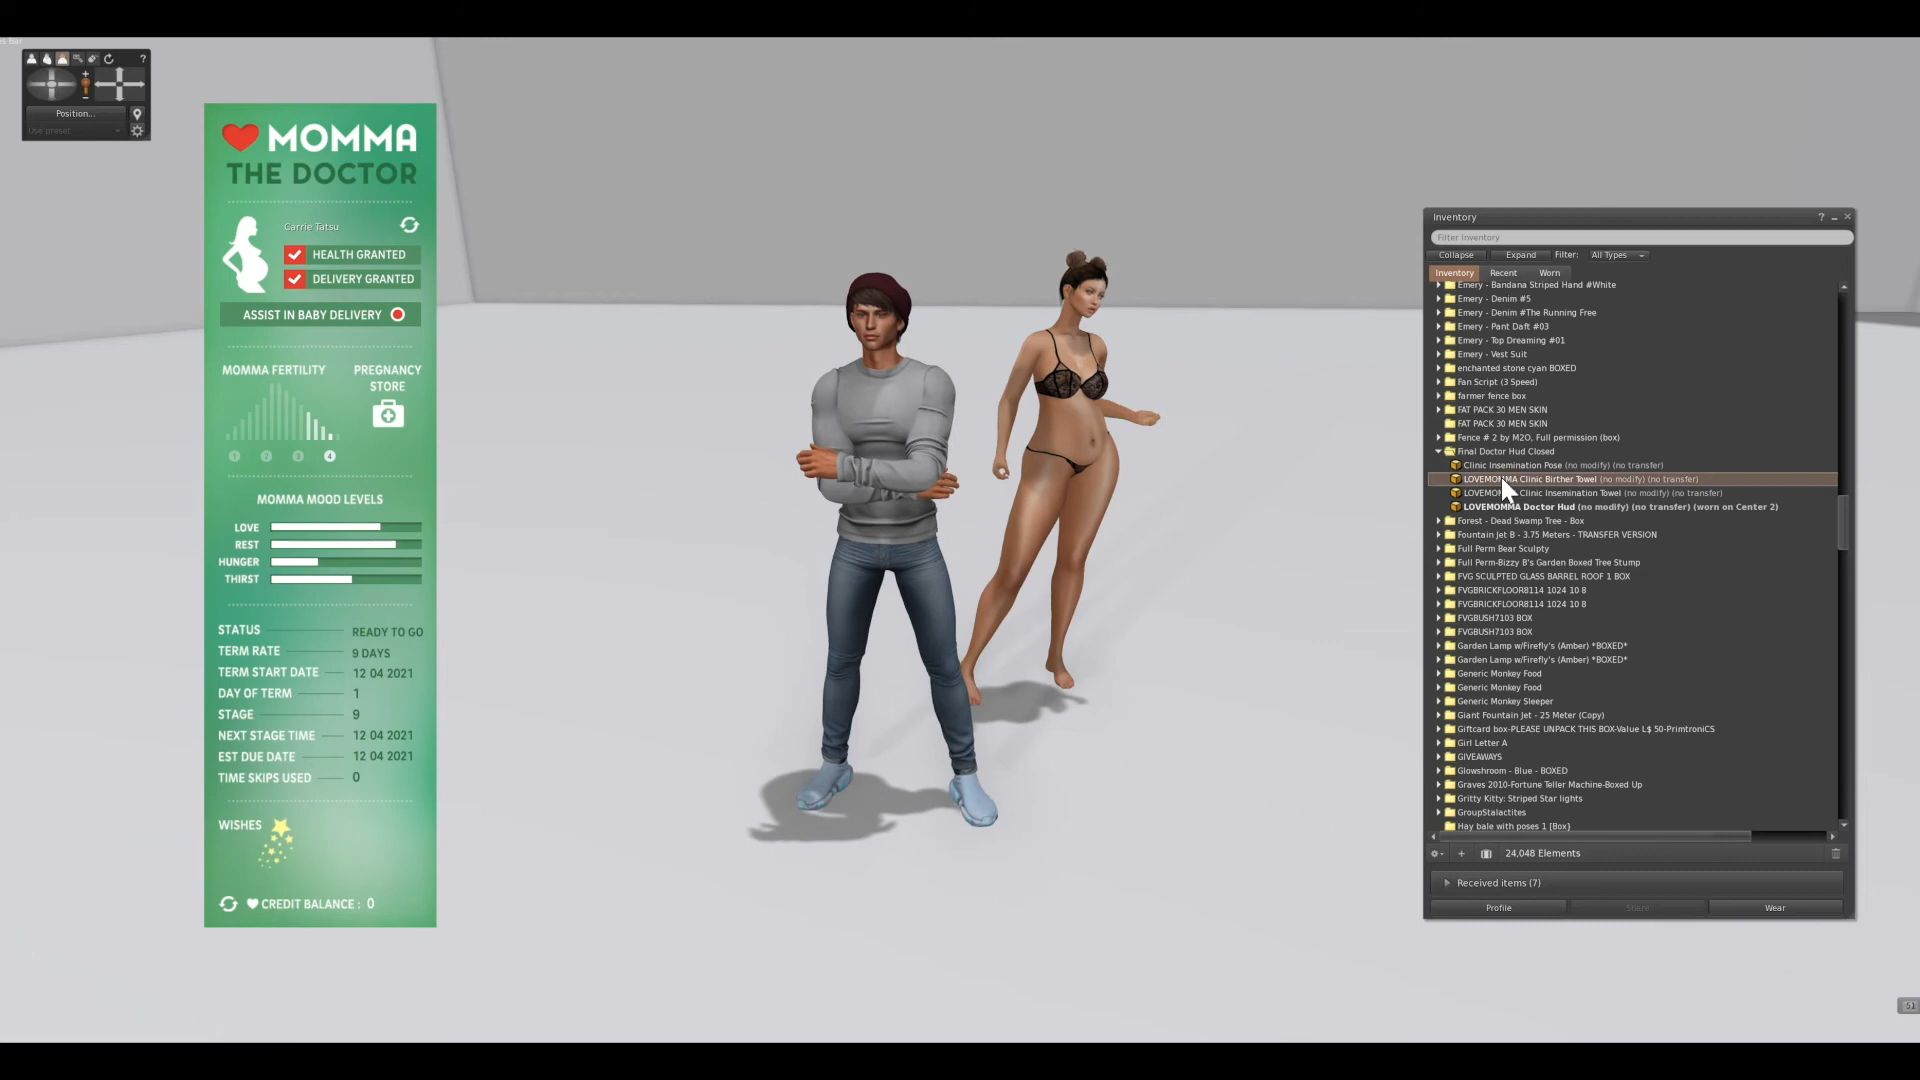 ?
Position...
Use preset
MOMMA
THE DOCTOR
Carrie Tatsu
HEALTH GRANTED
DELIVERY GRANTED
ASSIST IN BABY DELIVERY
MOMMA FERTILITY
PREGNANCY
STORE
1 2 3 4
MOMMA MOOD LEVELS
LOVE
REST
HUNGER
THIRST
STATUS READY TO GO
TERM RATE 9 DAYS
TERM START DATE 12 04 2021
DAY OF TERM 1
STAGE 9
NEXT STAGE TIME 12 04 2021
EST DUE DATE 12 04 2021
TIME SKIPS USED 0
WISHES
CREDIT BALANCE : 0
Inventory ?
Filter Inventory
Collapse Expand Filter: All Types
Inventory Recent Worn
Emery - Bandana Striped Hand #White
Emery - Denim #5
Emery - Denim #The Running Free
Emery - Pant Daft #03
Emery - Top Dreaming #01
Emery - Vest Suit
enchanted stone cyan BOXED
Fan Script (3 Speed)
farmer fence box
FAT PACK 30 MEN SKIN
FAT PACK 30 MEN SKIN
Fence # 2 by M2O, Full permission (box)
Final Doctor Hud Closed
Clinic Insemination Pose (no modify) (no transfer)
LOVEMOMMA Clinic Birther Towel (no modify) (no transfer)
Clinic Insemination Towel (no modify) (no transfer)
LOVEMOMMA Doctor Hud (no modify) (no transfer) (worn on Center 2)
Forest - Dead Swamp Tree - Box
Fountain Jet B - 3.75 Meters - TRANSFER VERSION
Full Perm Bear Sculpty
Full Perm-Bizzy B's Garden Boxed Tree Stump
FVG SCULPTED GLASS BARREL ROOF 1 BOX
FVGBRICKFLOOR8114 1024 10 8
FVGBRICKFLOOR8114 1024 10 8
FVGBUSH7103 BOX
FVGBUSH7103 BOX
Garden Lamp w/Firefly's (Amber) *BOXED*
Garden Lamp w/Firefly's (Amber) *BOXED*
Generic Monkey Food
Generic Monkey Food
Generic Monkey Sleeper
Giant Fountain Jet - 25 Meter (Copy)
Giftcard box-PLEASE UNPACK THIS BOX-Value L$ 50-PrimtroniCS
Girl Letter A
GIVEAWAYS
Glowshroom - Blue - BOXED
Graves 2010-Fortune Teller Machine-Boxed Up
Gritty Kitty: Striped Star lights
GroupStalactites
Hay bale with poses 1 [Box}
24,048 Elements
Received items (7)
Profile Share Wear